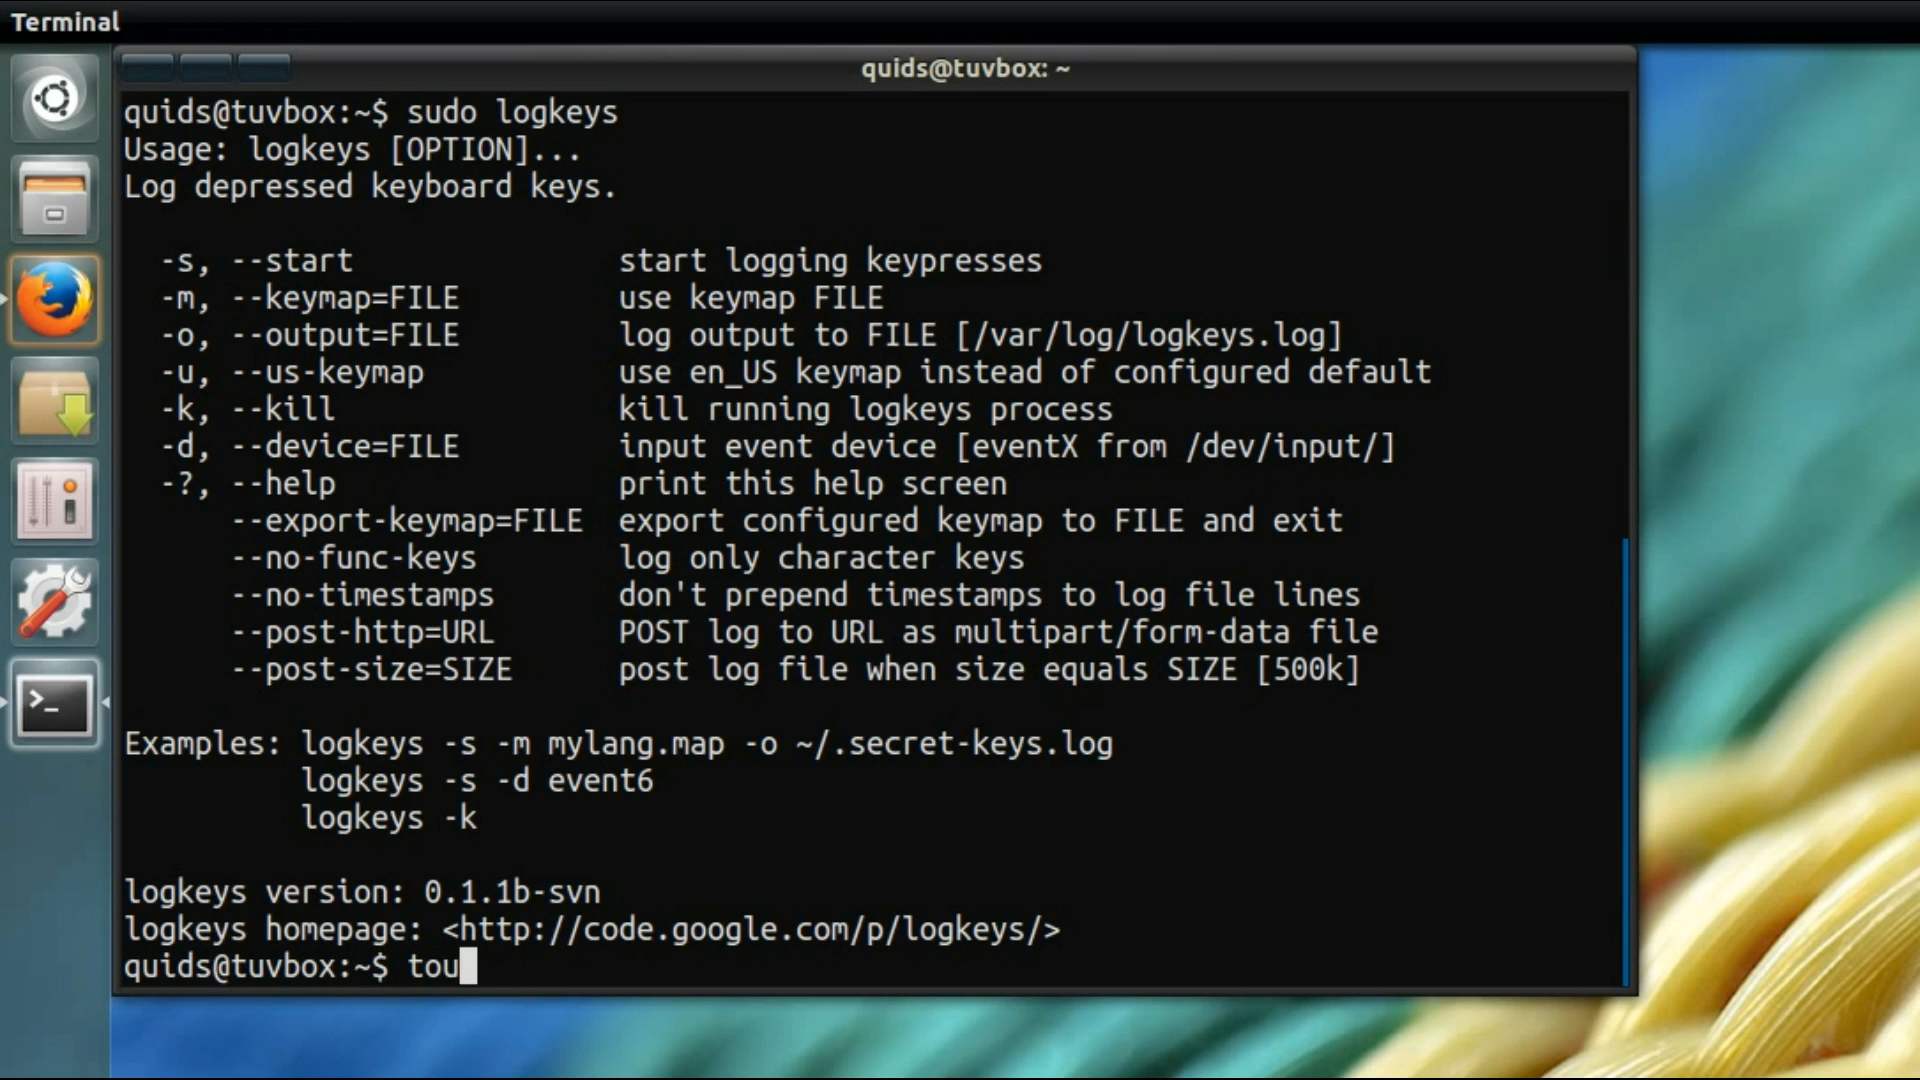 Terminal
quids@tuvbox: ~
quids@tuvbox:~$ sudo logkeys
Usage: logkeys [OPTION]...
Log depressed keyboard keys.
-s, --start start logging keypresses
-m, --keymap=FILE use keymap FILE
-o, --output=FILE log output to FILE [/var/log/logkeys.log]
-u, --us-keymap use en_US keymap instead of configured default
-k, --kill kill running logkeys process
-d, --device=FILE input event device [eventX from /dev/input/]
-?, --help print this help screen
--export-keymap=FILE export configured keymap to FILE and exit
--no-func-keys log only character keys
--no-timestamps don't prepend timestamps to log file lines
--post-http=URL POST log to URL as multipart/form-data file
--post-size=SIZE post log file when size equals SIZE [500k]
Examples: logkeys -s -m mylang.map -o ~/.secret-keys.log
logkeys -s -d event6
logkeys -k
logkeys version: 0.1.1b-svn
logkeys homepage: <http://code.google.com/p/logkeys/>
quids@tuvbox:~$ tou